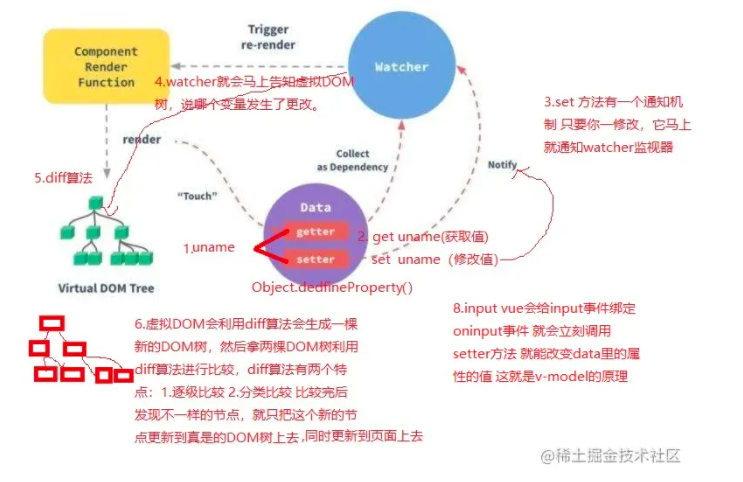 Trigger
re-render
Component
Render
Function
Watcher
4.watcher就会马上告知虚拟DOM
树，说哪个变量发生了更改。
3.set 方法有一个通知机
制 只要你一修改，它马上
就通知watcher监视器
render
Collect
as Dependency
Notify
5.diff算法
“Touch”
Data
getter
setter
1.uname
2. get uname(获取值)
set uname（修改值）
Virtual DOM Tree
Object.dedfineProperty()
6.虚拟DOM会利用diff算法会生成一棵
新的DOM树，然后拿两棵DOM树利用
diff算法进行比较，diff算法有两个特
点：1.逐级比较 2.分类比较 比较完后
发现不一样的节点，就只把这个新的节
点更新到真是的DOM树上去 ,同时更新到页面上去
8.input vue会给input事件绑定
oninput事件 就会立刻调用
setter方法 就能改变data里的属
性的值 这就是v-model的原理
@稀土掘金技术社区